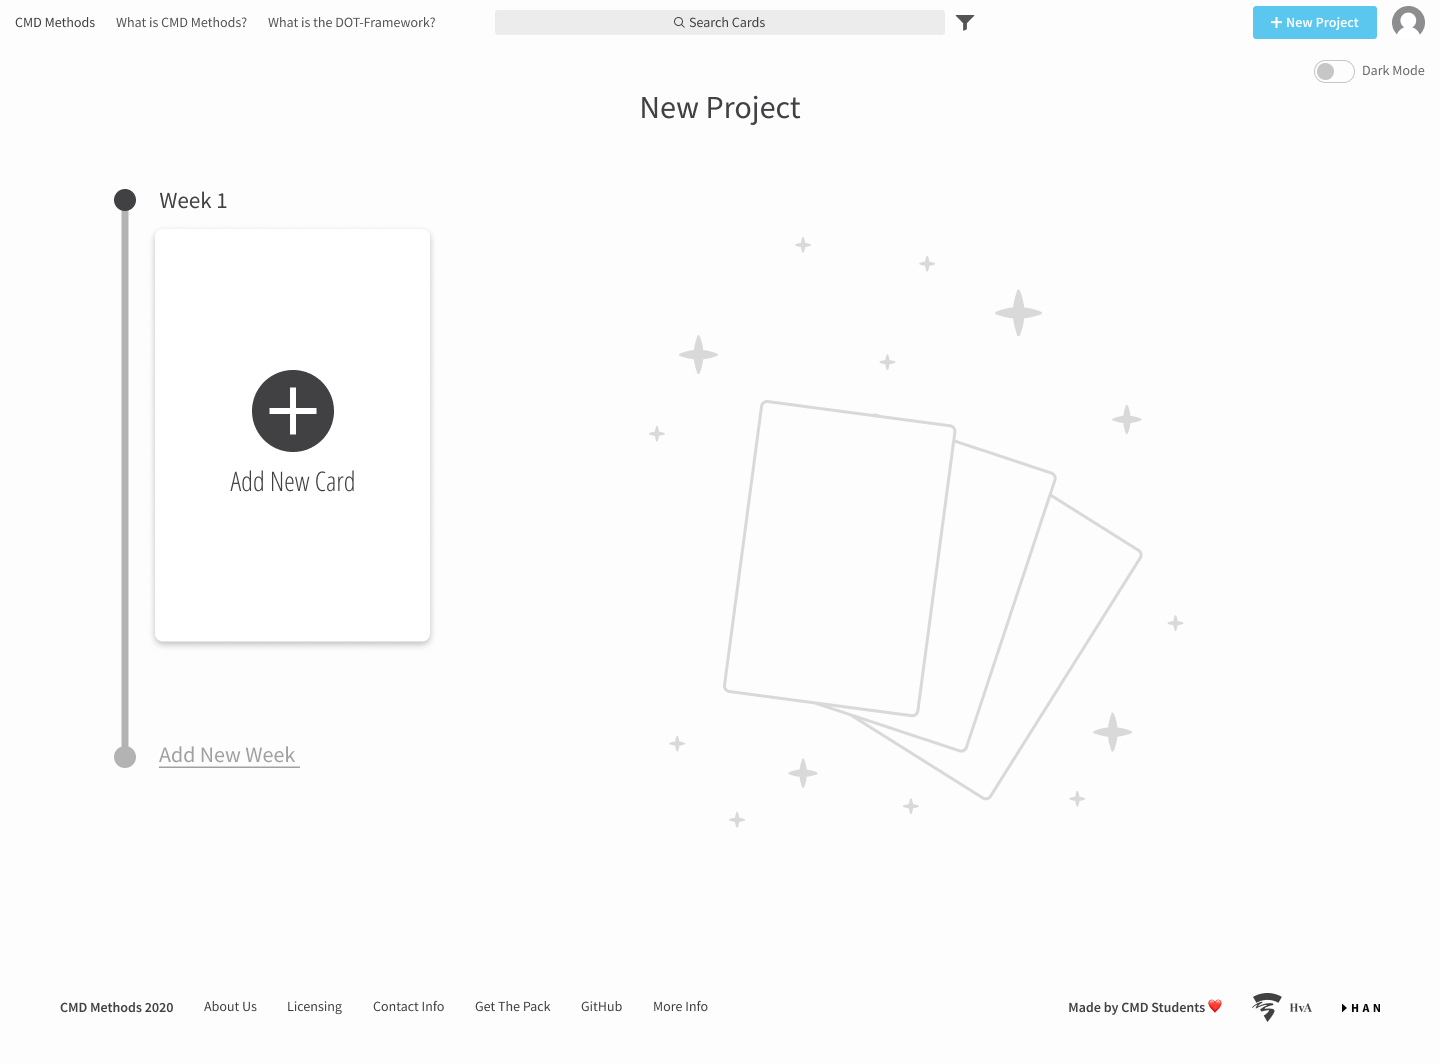 CMD Methods What is CMD Methods? What is the DOT-Framework? Search Cards New Project
Dark Mode
New Project
Week 1
Add New Card
Add New Week
CMD Methods 2020 About Us Licensing Contact Info Get The Pack GitHub More Info Made by CMD Students ❤️ HvA HAN